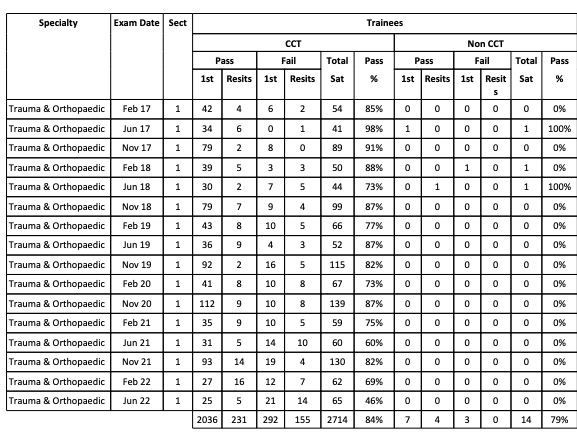 Specialty Exam Date Sect Trainees
CCT Non CCT
Pass Fail Total Pass Pass Fail Total Pass
1st Resits 1st Resits Sat % 1st Resits 1st Resit Sat %
s
Trauma & Orthopaedic Feb 17 1 42 4 6 2 54 85% 0 0 0 0 0 0%
Trauma & Orthopaedic Jun 17 1 34 6 0 1 41 98% 1 0 0 0 1 100%
Trauma & Orthopaedic Nov 17 1 79 2 8 0 89 91% 0 0 0 0 0 0%
Trauma & Orthopaedic Feb 18 1 39 5 3 3 50 88% 0 0 1 0 1 0%
Trauma & Orthopaedic Jun 18 1 30 2 7 5 44 73% 0 1 0 0 1 100%
Trauma & Orthopaedic Nov 18 1 79 7 9 4 99 87% 0 0 0 0 0 0%
Trauma & Orthopaedic Feb 19 1 43 8 10 5 66 77% 0 0 0 0 0 0%
Trauma & Orthopaedic Jun 19 1 36 9 4 3 52 87% 0 0 0 0 0 0%
Trauma & Orthopaedic Nov 19 1 92 2 16 5 115 82% 0 0 0 0 0 0%
Trauma & Orthopaedic Feb 20 1 41 8 10 8 67 73% 0 0 0 0 0 0%
Trauma & Orthopaedic Nov 20 1 112 9 10 8 139 87% 0 0 0 0 0 0%
Trauma & Orthopaedic Feb 21 1 35 9 10 5 59 75% 0 0 0 0 0 0%
Trauma & Orthopaedic Jun 21 1 31 5 14 10 60 60% 0 0 0 0 0 0%
Trauma & Orthopaedic Nov 21 1 93 14 19 4 130 82% 0 0 0 0 0 0%
Trauma & Orthopaedic Feb 22 1 27 16 12 7 62 69% 0 0 0 0 0 0%
Trauma & Orthopaedic Jun 22 1 25 5 21 14 65 46% 0 0 0 0 0 0%
2036 231 292 155 2714 84% 7 4 3 0 14 79%